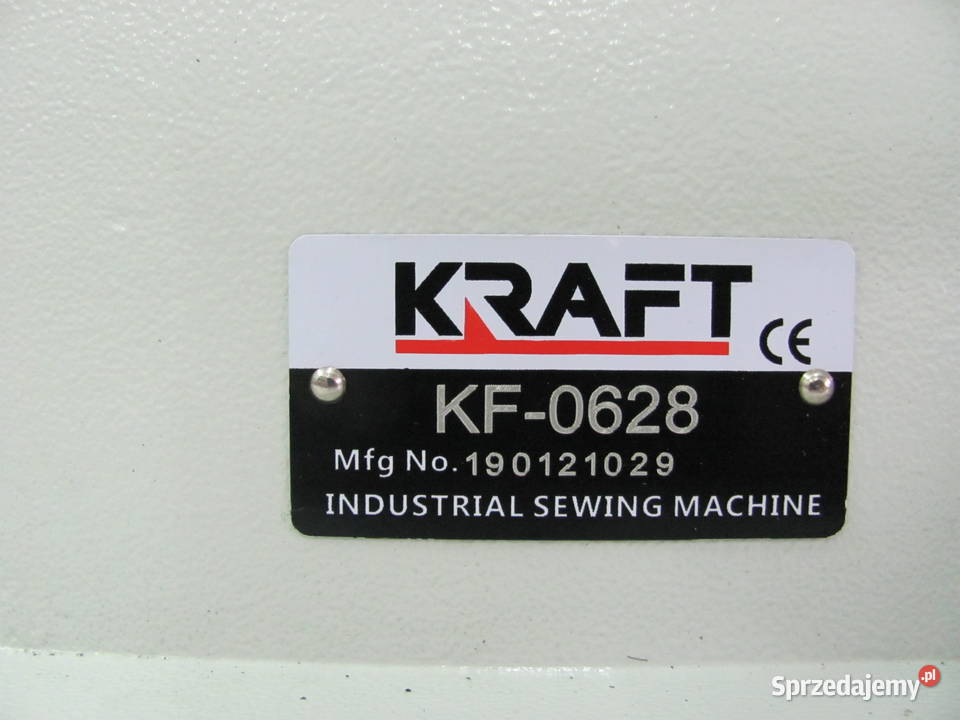 KRAFT
CE
KF-0628
Mfg No. 190121029
INDUSTRIAL SEWING MACHINE
Sprzedajemy.pl